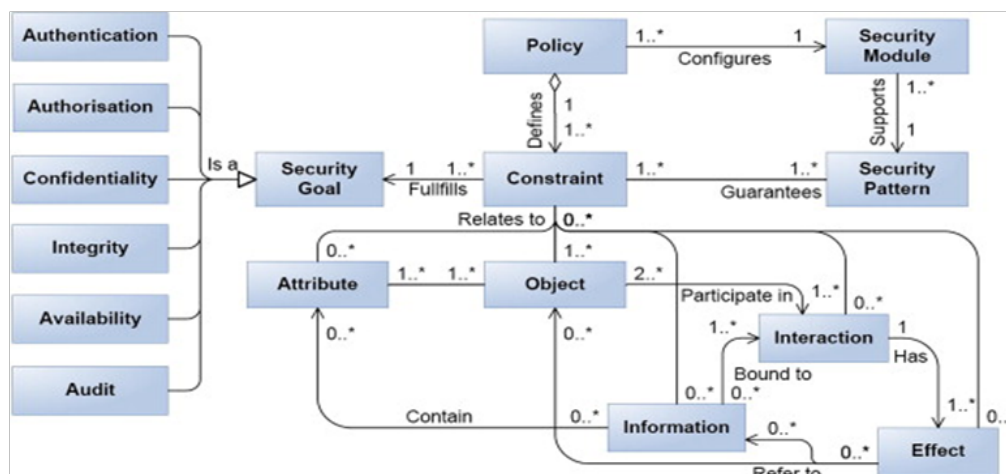 Authentication
Authorisation
Confidentiality
Integrity
Availability
Audit
Is a
Security
Goal
1 1..*
Fullfills
Policy
1..* 1
Configures
Security
Module
Defines
1
1..*
Supports
1..*
1
Constraint
1..* 1..*
Guarantees
Security
Pattern
Relates to
0..*
0..*
1..*
Attribute
1..* 1..*
Object
2..*
Participate in
1..*
0..*
0..*
0..*
Interaction
1
Has
1..*
Bound to
0..*
0..*
1..*
Contain
0..*
Information
0..*
0..*
0..
Effect
Refer to